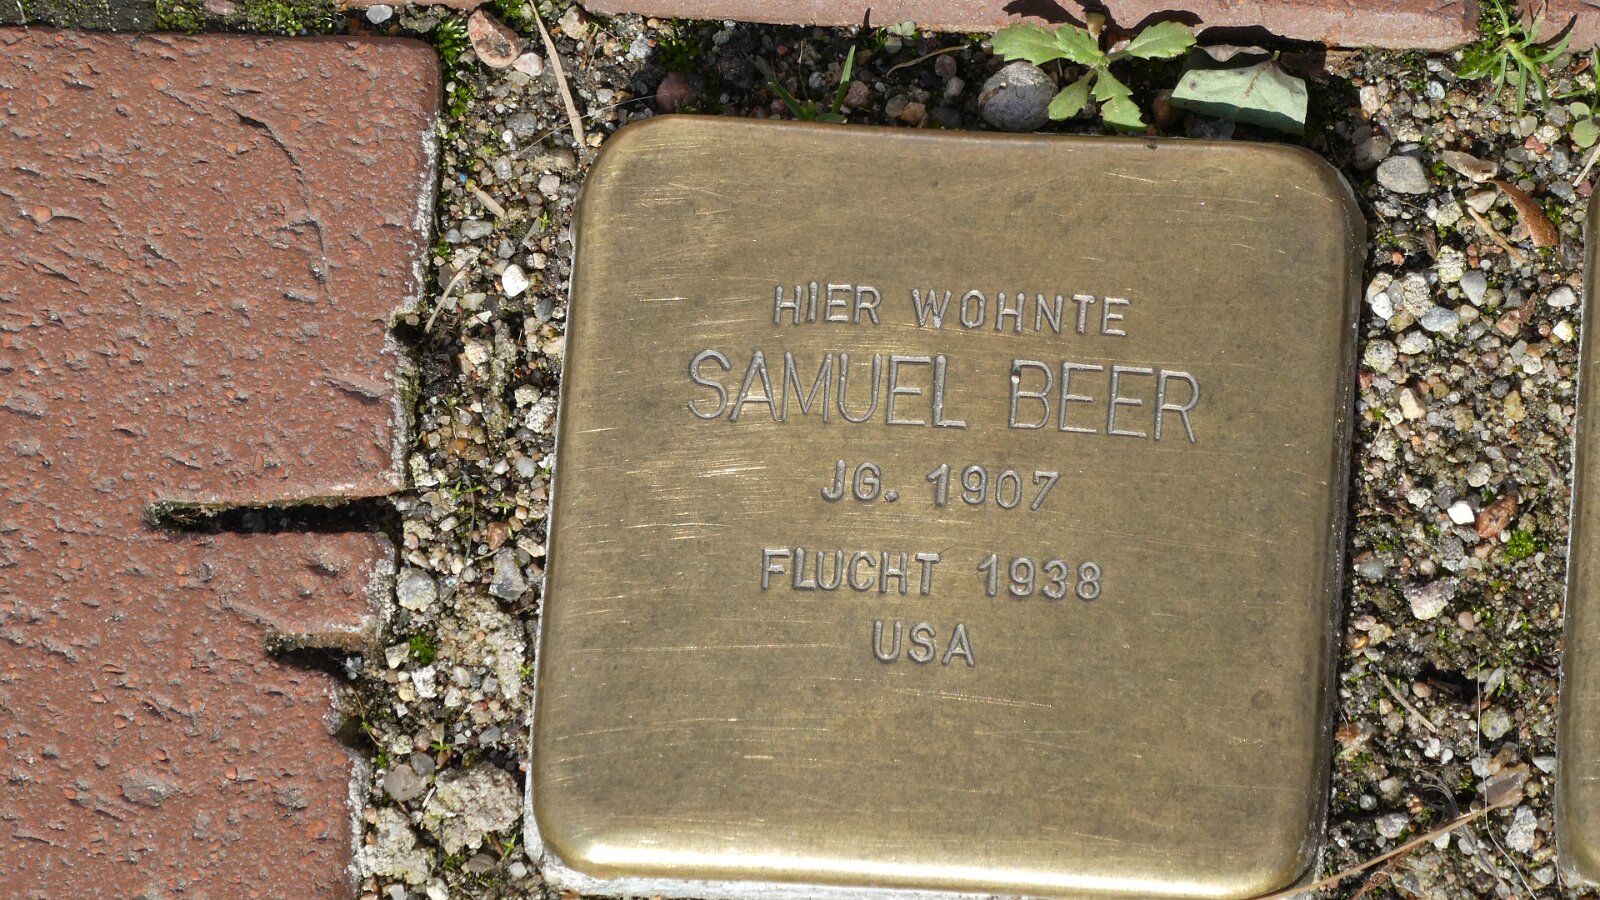 HIER WOHNTE
SAMUEL BEER
JG. 1907
FLUCHT 1938
USA